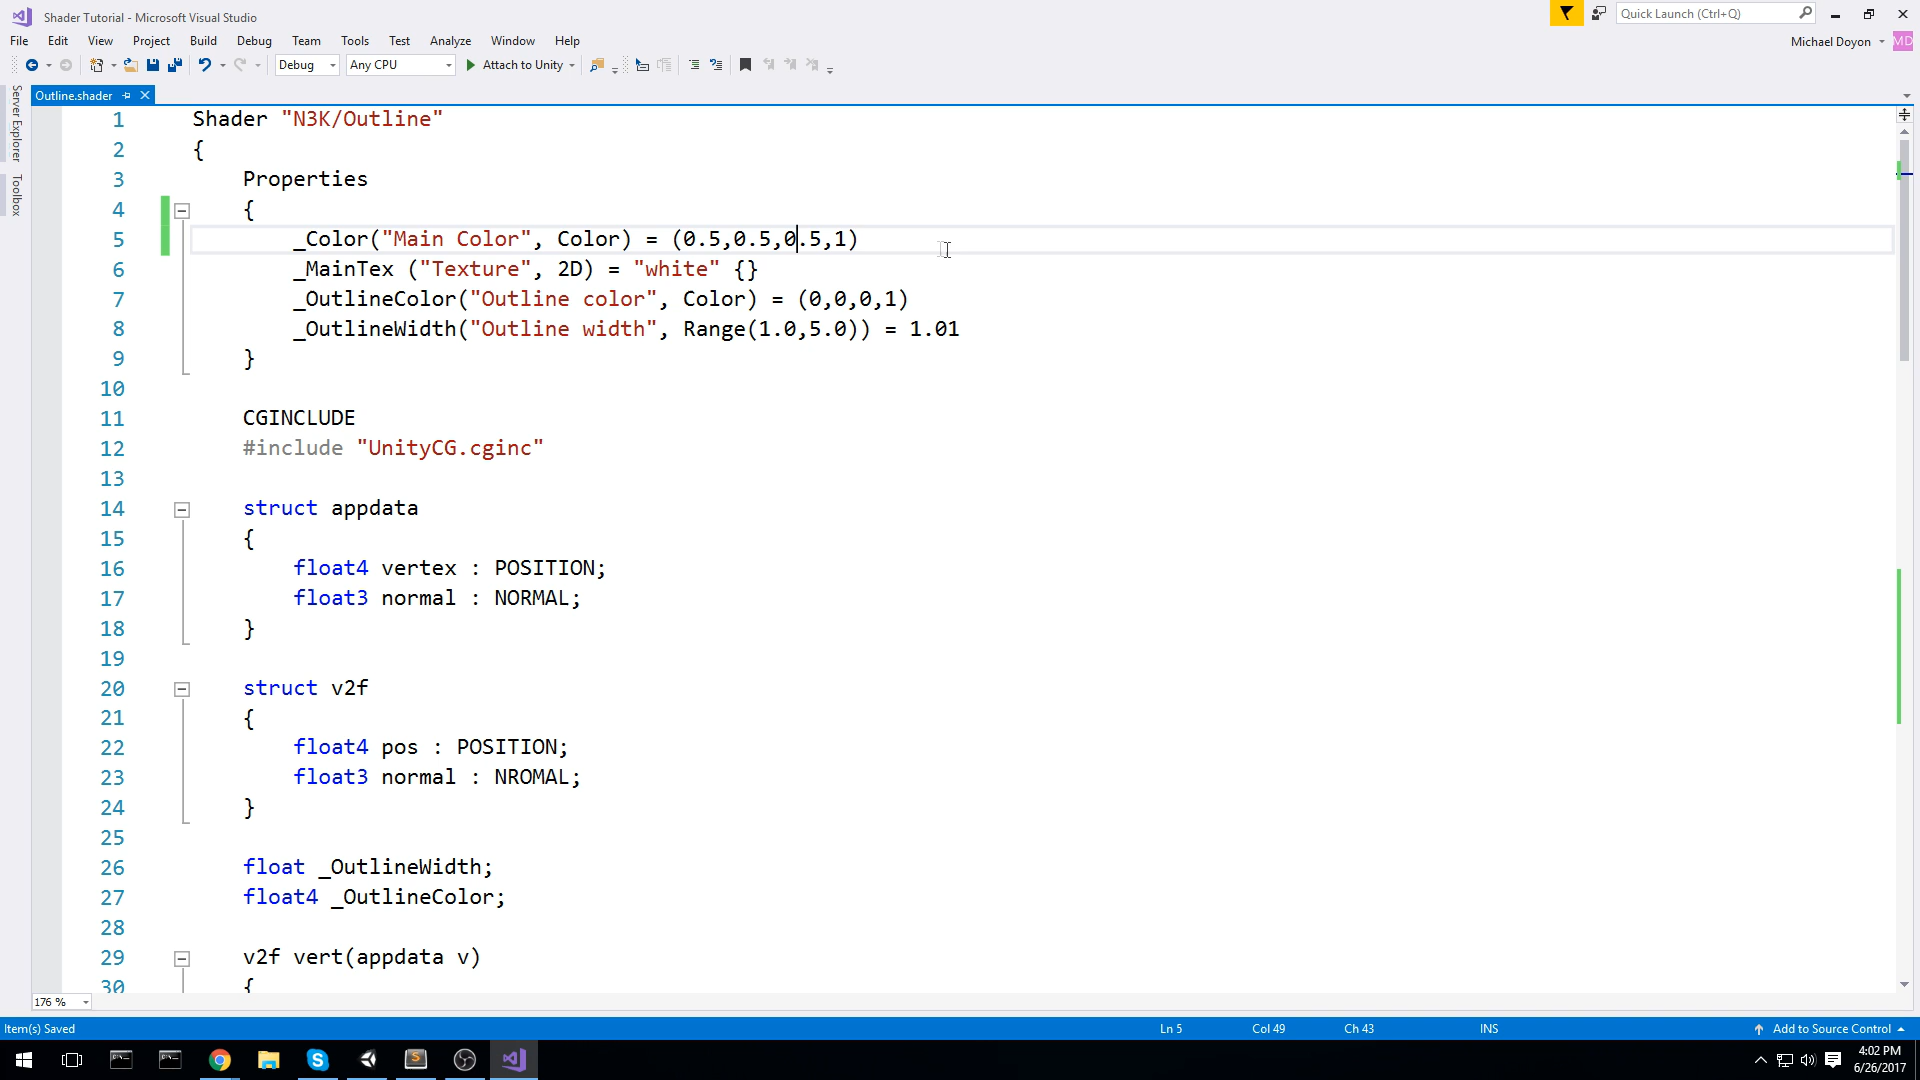 Shader Tutorial - Microsoft Visual Studio
Quick Launch (Ctrl+Q)
File Edit View Project Build Debug Team Tools Test Analyze Window Help
Michael Doyon
MD
Debug
Any CPU
Attach to Unity
Server Explorer
Toolbox
Outline.shader
1 Shader "N3K/Outline"
2 {
3 Properties
4 {
5 _Color("Main Color", Color) = (0.5,0.5,0.5,1)
6 _MainTex ("Texture", 2D) = "white" {}
7 _OutlineColor("Outline color", Color) = (0,0,0,1)
8 _OutlineWidth("Outline width", Range(1.0,5.0)) = 1.01
9 }
10
11 CGINCLUDE
12 #include "UnityCG.cginc"
13
14 struct appdata
15 {
16 float4 vertex : POSITION;
17 float3 normal : NORMAL;
18 }
19
20 struct v2f
21 {
22 float4 pos : POSITION;
23 float3 normal : NROMAL;
24 }
25
26 float _OutlineWidth;
27 float4 _OutlineColor;
28
29 v2f vert(appdata v)
30 {
176 %
Item(s) Saved
Ln 5
Col 49
Ch 43
INS
Add to Source Control
4:02 PM
6/26/2017